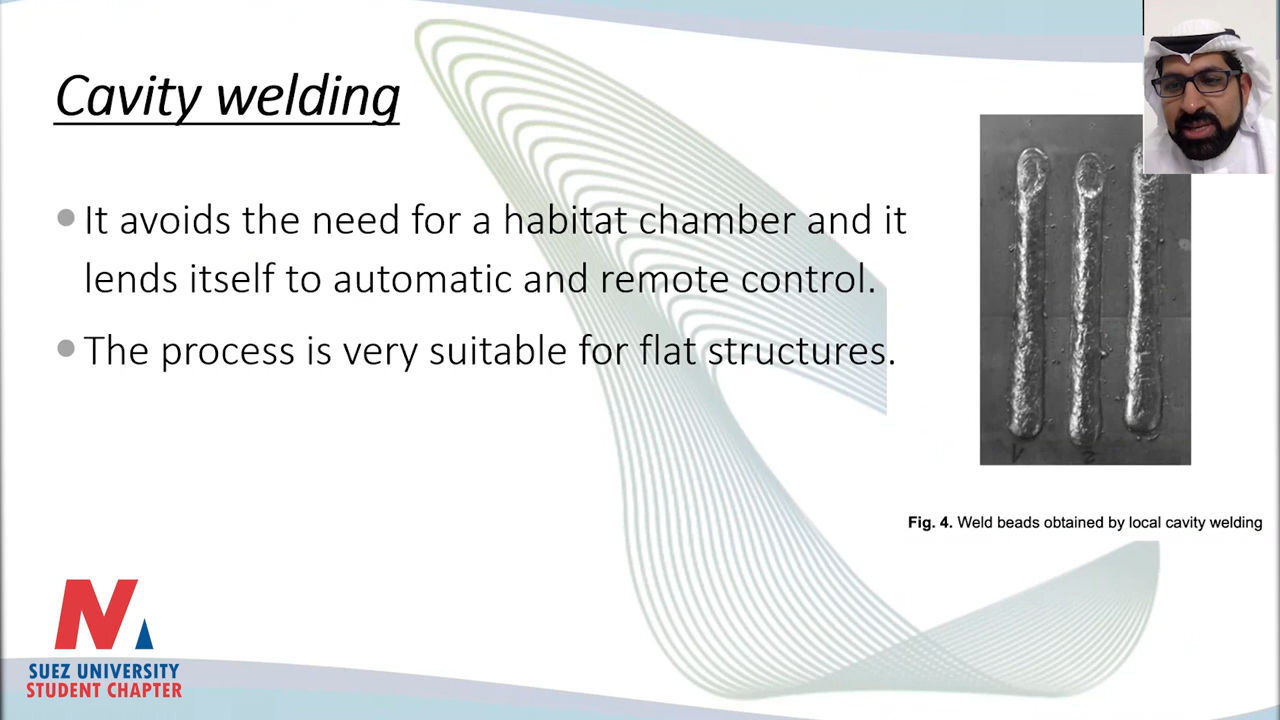 Cavity welding
It avoids the need for a habitat chamber and it
lends itself to automatic and remote control.
The process is very suitable for flat structures.
1 2
Fig. 4. Weld beads obtained by local cavity welding
SUEZ UNIVERSITY
STUDENT CHAPTER